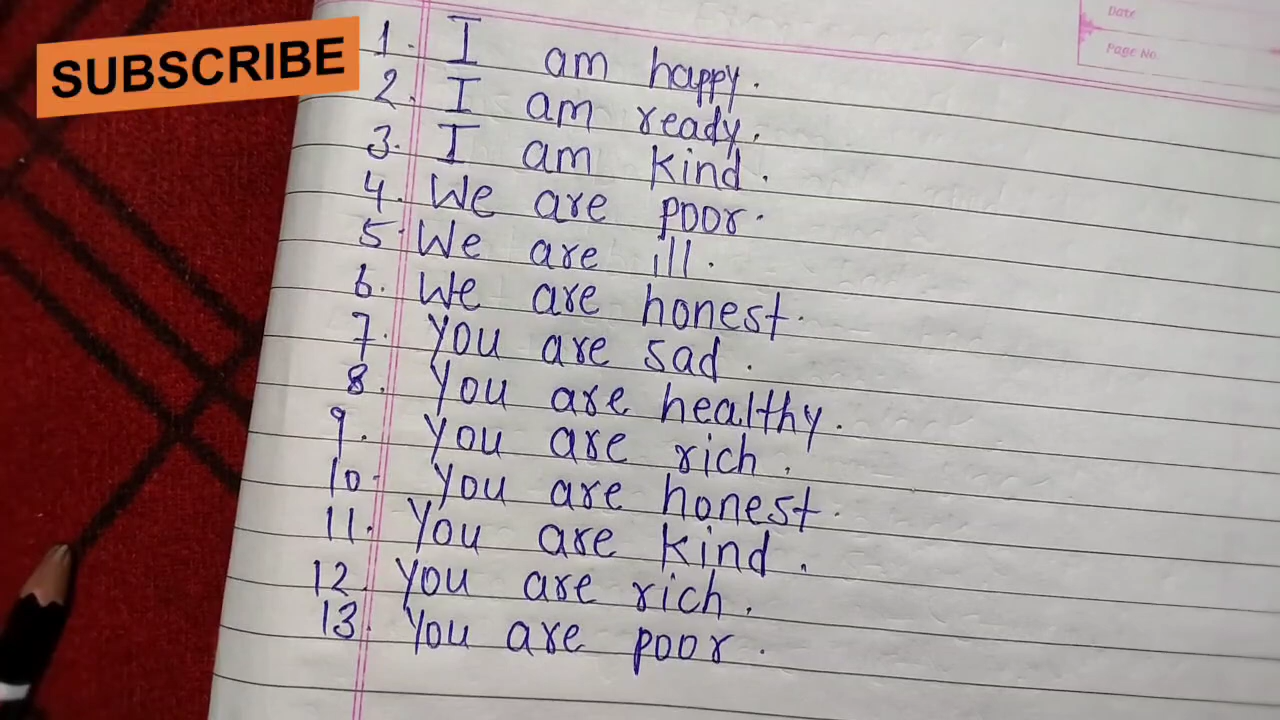 SUBSCRIBE
Date
Page No.
1. I am happy.
2. I am ready.
3. I am kind.
4. We are poor.
5. We are ill.
6. We are honest.
7. You are sad.
8. You are healthy.
9. You are rich.
10. You are honest.
11. You are kind.
12. You are rich.
13. You are poor.